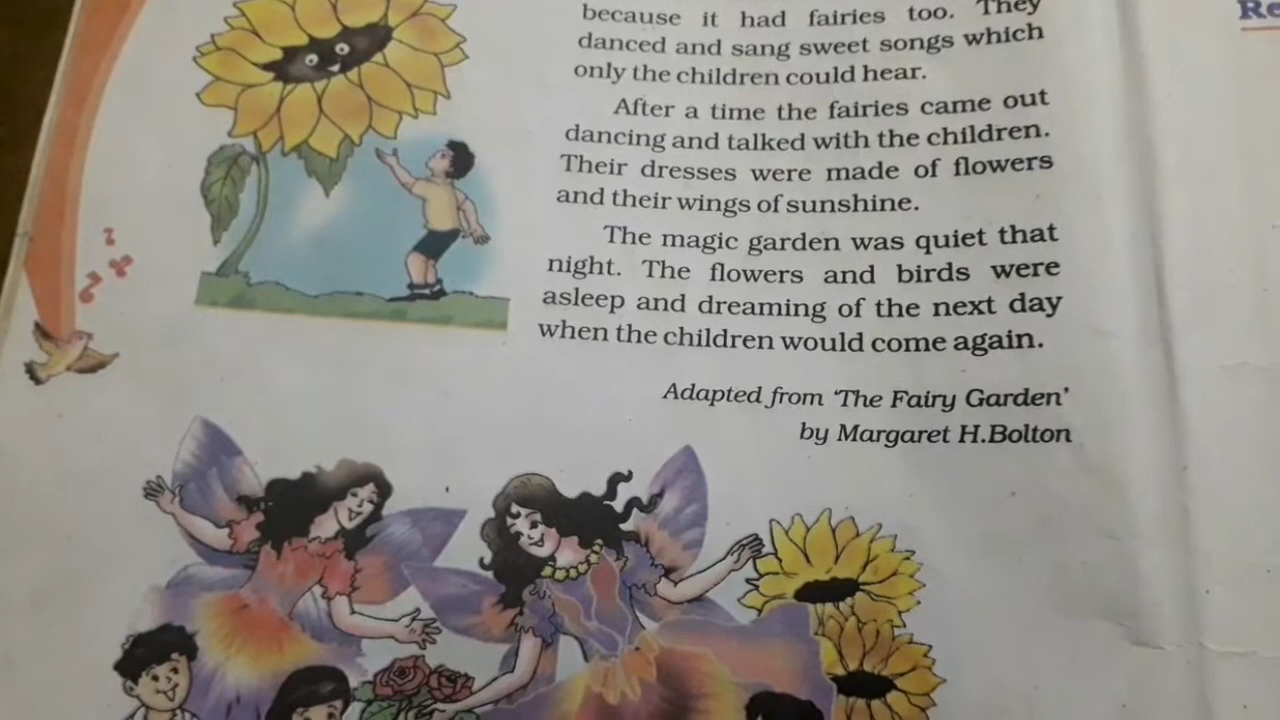 because it had fairies too. They
danced and sang sweet songs which
only the children could hear.
After a time the fairies came out
dancing and talked with the children.
Their dresses were made of flowers
and their wings of sunshine.
The magic garden was quiet that
night. The flowers and birds were
asleep and dreaming of the next day
when the children would come again.
Adapted from 'The Fairy Garden'
by Margaret H.Bolton
Re